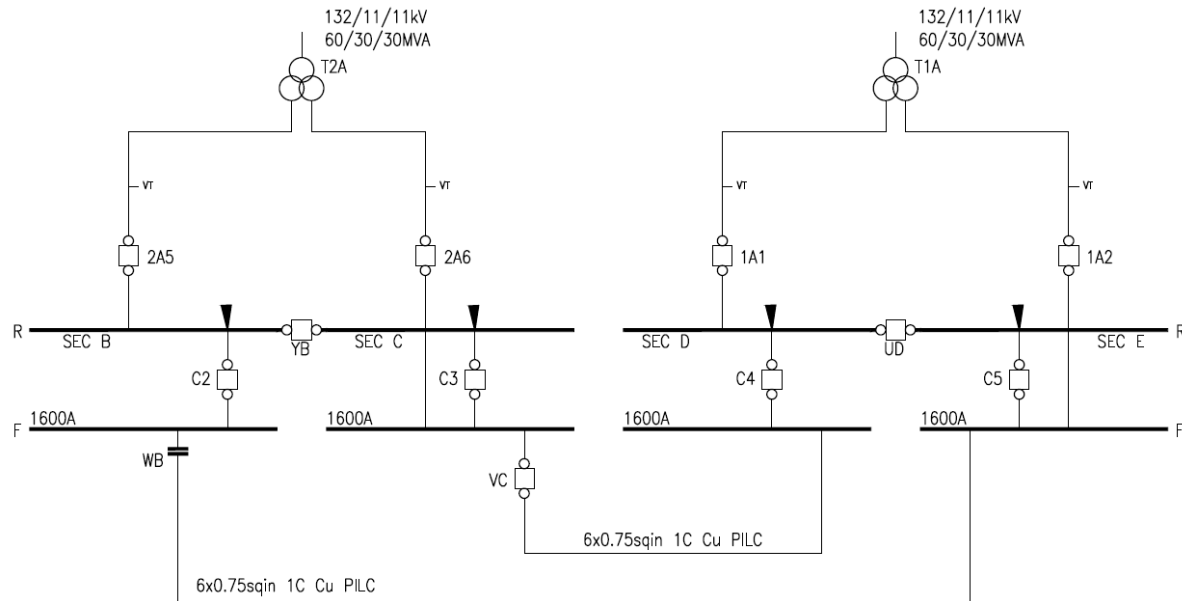 132/11/11kV
60/30/30MVA
T2A
132/11/11kV
60/30/30MVA
T1A
VT
VT
VT
VT
2A5
2A6
1A1
1A2
R
SEC B
YB
SEC C
SEC D
UD
SEC E
R
C2
C3
C4
C5
F
1600A
1600A
1600A
1600A
F
WB
VC
6x0.75sqin 1C Cu PILC
6x0.75sqin 1C Cu PILC